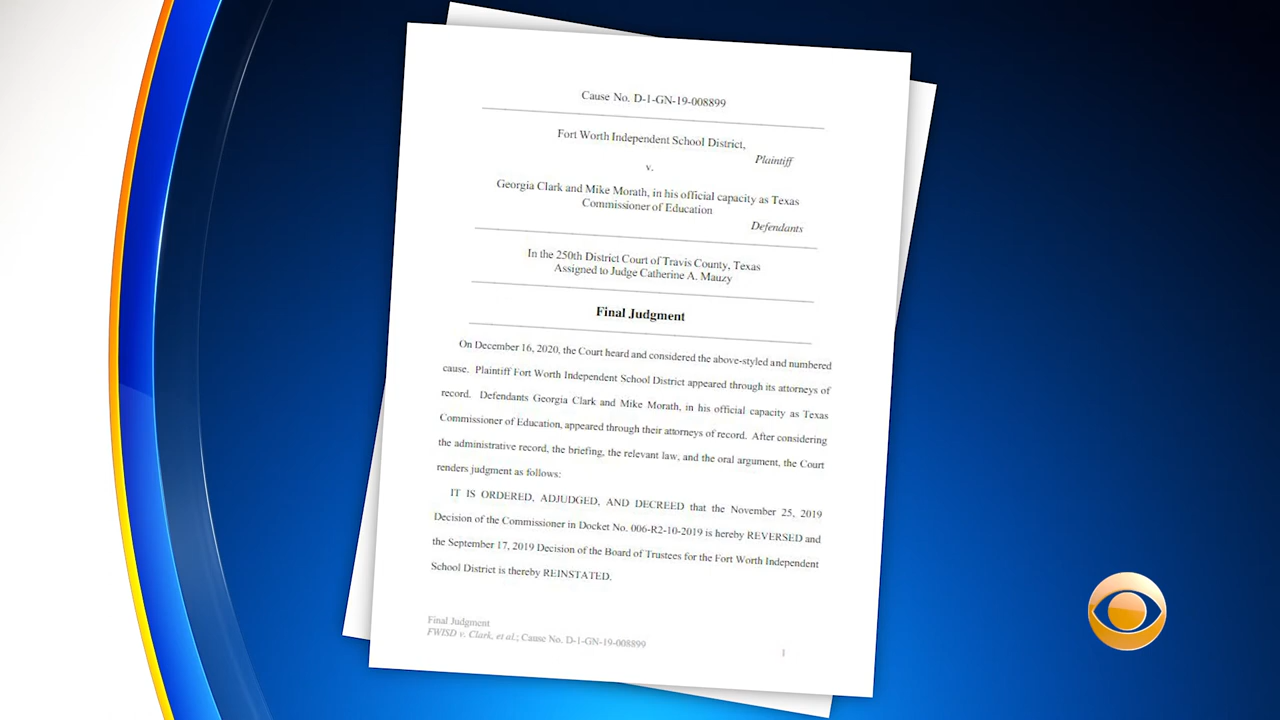 Cause No. D-1-GN-19-008899
Fort Worth Independent School District,
Plaintiff
v.
Georgia Clark and Mike Morath, in his official capacity as Texas
Commissioner of Education
Defendants
In the 250th District Court of Travis County, Texas
Assigned to Judge Catherine A. Mauzy
Final Judgment
On December 16, 2020, the Court heard and considered the above-styled and numbered
cause. Plaintiff Fort Worth Independent School District appeared through its attorneys of
record. Defendants Georgia Clark and Mike Morath, in his official capacity as Texas
Commissioner of Education, appeared through their attorneys of record. After considering
the administrative record, the briefing, the relevant law, and the oral argument, the Court
renders judgment as follows:
IT IS ORDERED, ADJUDGED, AND DECREED that the November 25, 2019
Decision of the Commissioner in Docket No. 006-R2-10-2019 is hereby REVERSED and
the September 17, 2019 Decision of the Board of Trustees for the Fort Worth Independent
School District is thereby REINSTATED.
Final Judgment
FWISD v. Clark, et al.; Cause No. D-1-GN-19-008899
1